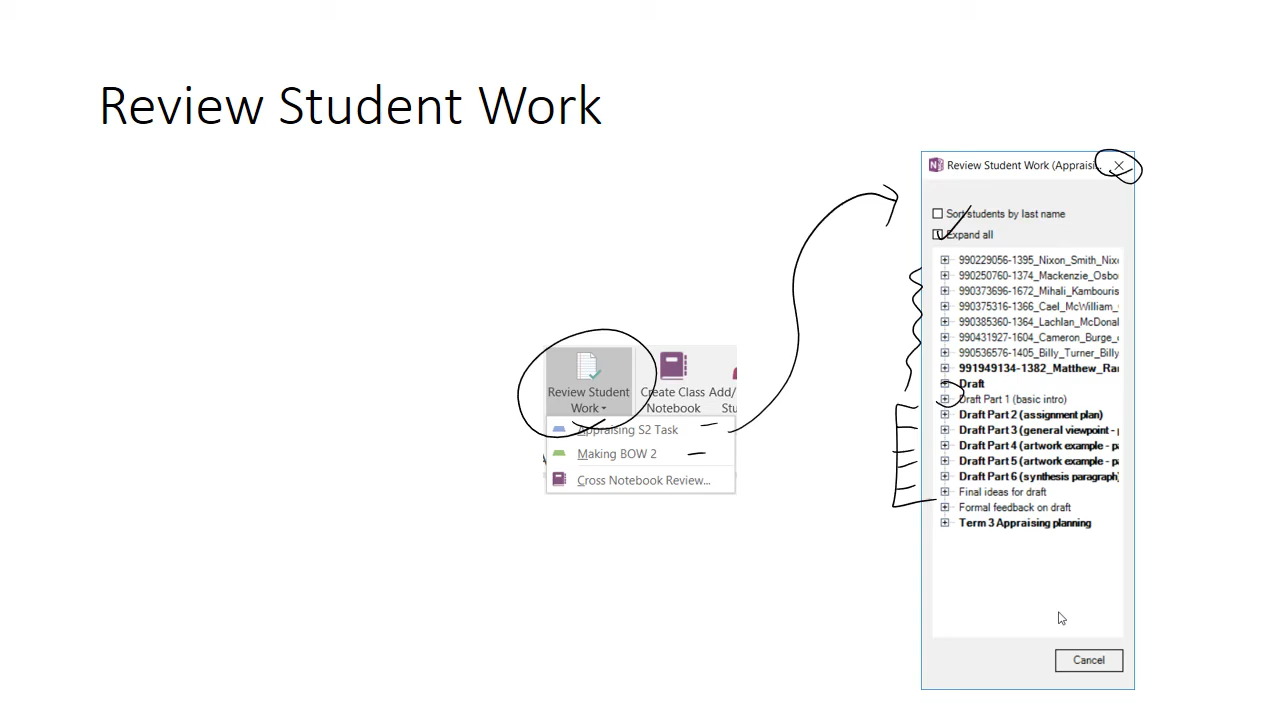 Review Student Work
Review Student Work (Appraisi...
Sort students by last name
Expand all
990229056-1395_Nixon_Smith_Nix
990250760-1374_Mackenzie_Osbo
990373696-1672_Mihali_Kambouris
990375316-1366_Cael_McWilliam_
990385360-1364_Lachlan_McDonal
990431927-1604_Cameron_Burge_
990536576-1405_Billy_Turner_Billy
991949134-1382_Matthew_Ra
Draft
Draft Part 1 (basic intro)
Draft Part 2 (assignment plan)
Draft Part 3 (general viewpoint - 
Draft Part 4 (artwork example - p
Draft Part 5 (artwork example - p
Draft Part 6 (synthesis paragraph)
Final ideas for draft
Formal feedback on draft
Term 3 Appraising planning
Cancel
Review Student
Work
Create Class
Notebook
Add/
Stu
Appraising S2 Task
Making BOW 2
Cross Notebook Review...